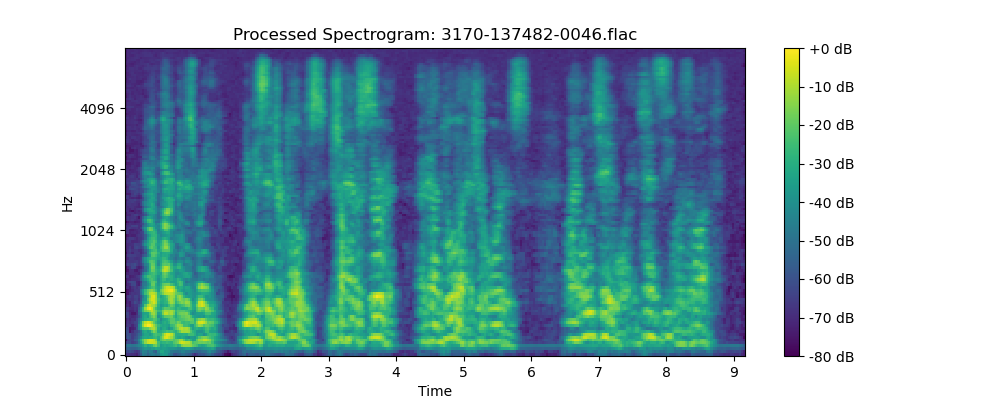 Processed Spectrogram: 3170-137482-0046.flac
+0 dB
-10 dB
-20 dB
-30 dB
-40 dB
-50 dB
-60 dB
-70 dB
-80 dB
4096
2048
1024
512
0
Hz
0 1 2 3 4 5 6 7 8 9
Time